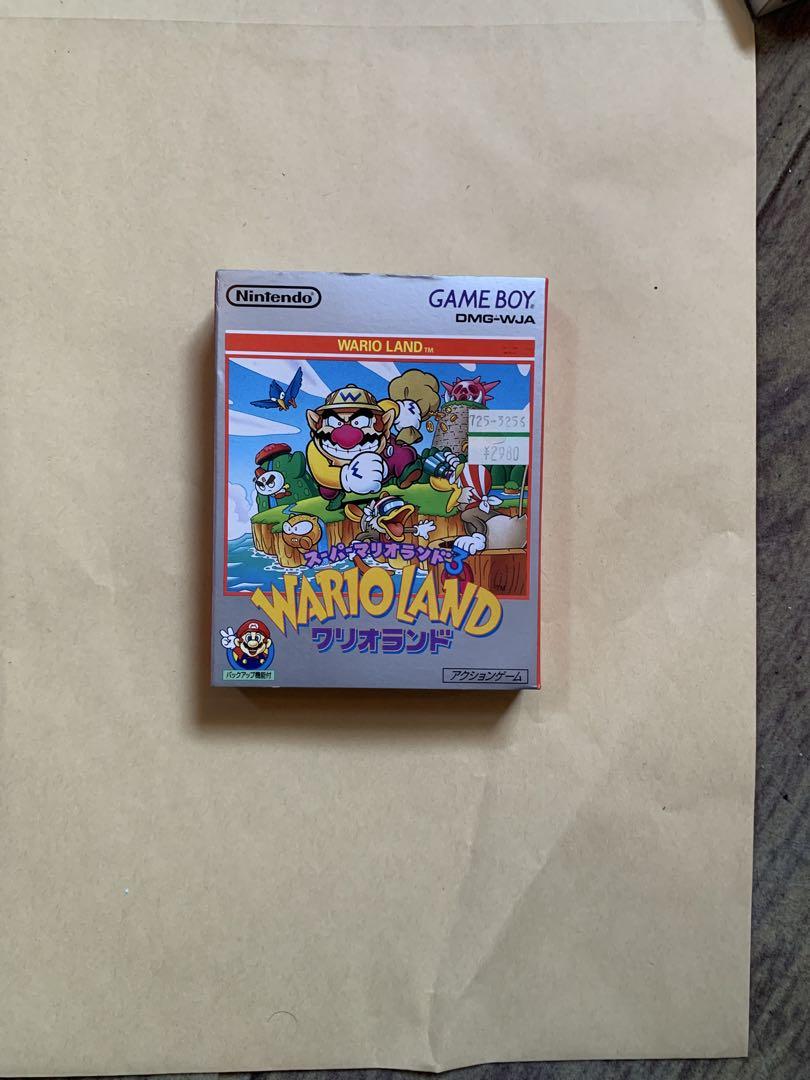 Nintendo
GAME BOY
DMG-WJA
WARIO LAND™
725-3256
¥2980
スーパーマリオランド3
WARIO LAND
ワリオランド
バックアップ機能付
アクションゲーム